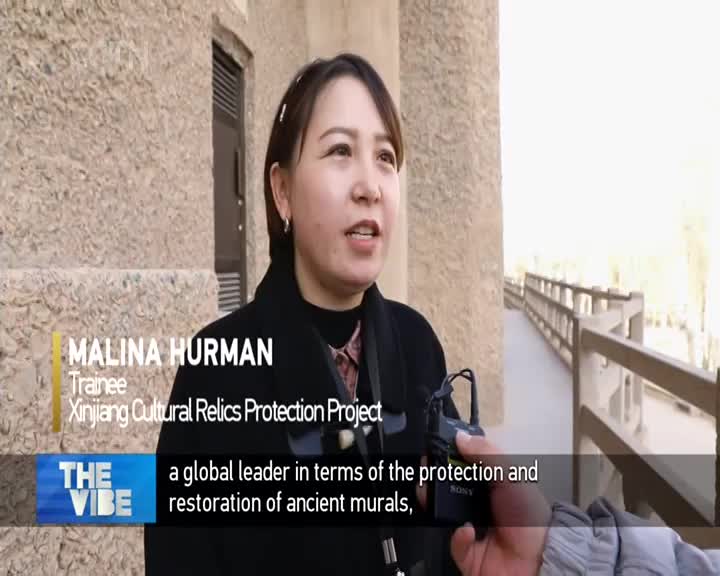 MALINA HURMAN
Trainee
Xinjiang Cultural Relics Protection Project
THE VIBE
a global leader in terms of the protection and
restoration of ancient murals,
SONY